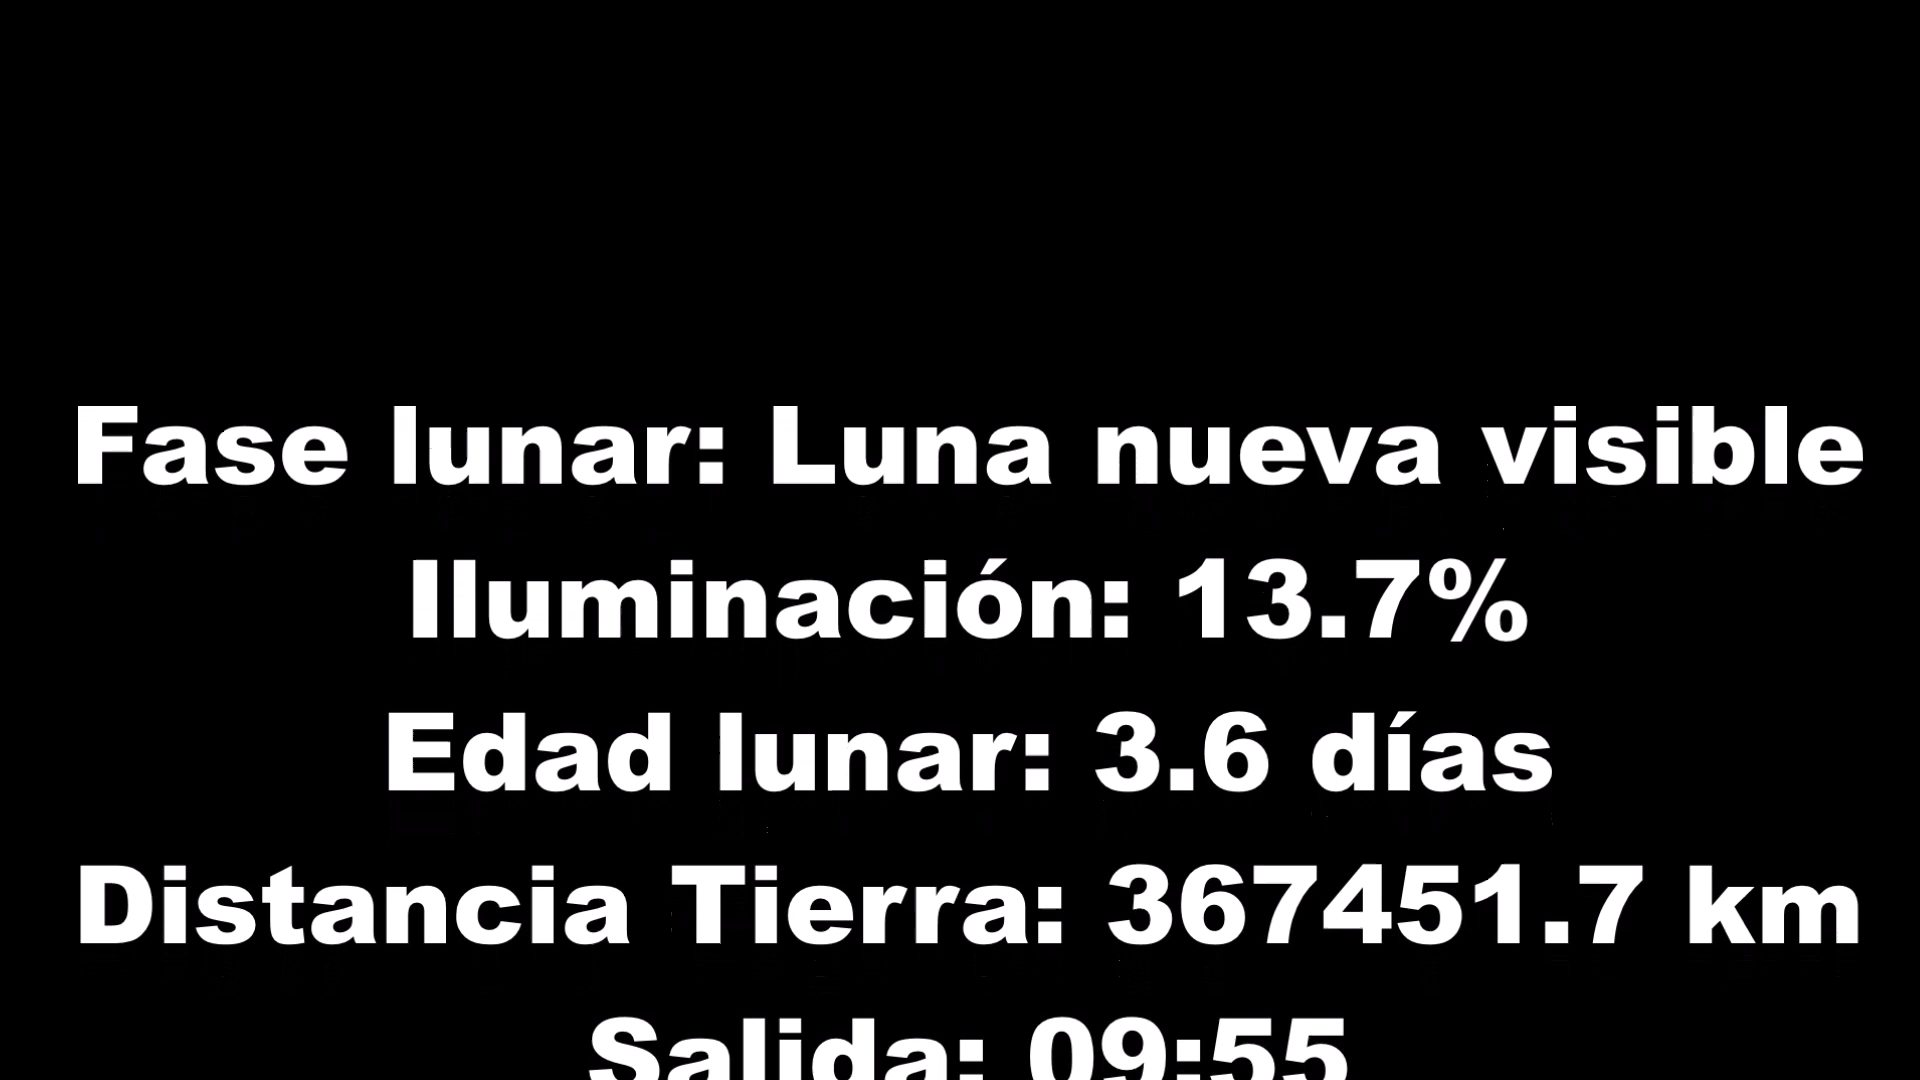 Fase lunar: Luna nueva visible
Iluminación: 13.7%
Edad lunar: 3.6 días
Distancia Tierra: 367451.7 km
Salida: 09:55